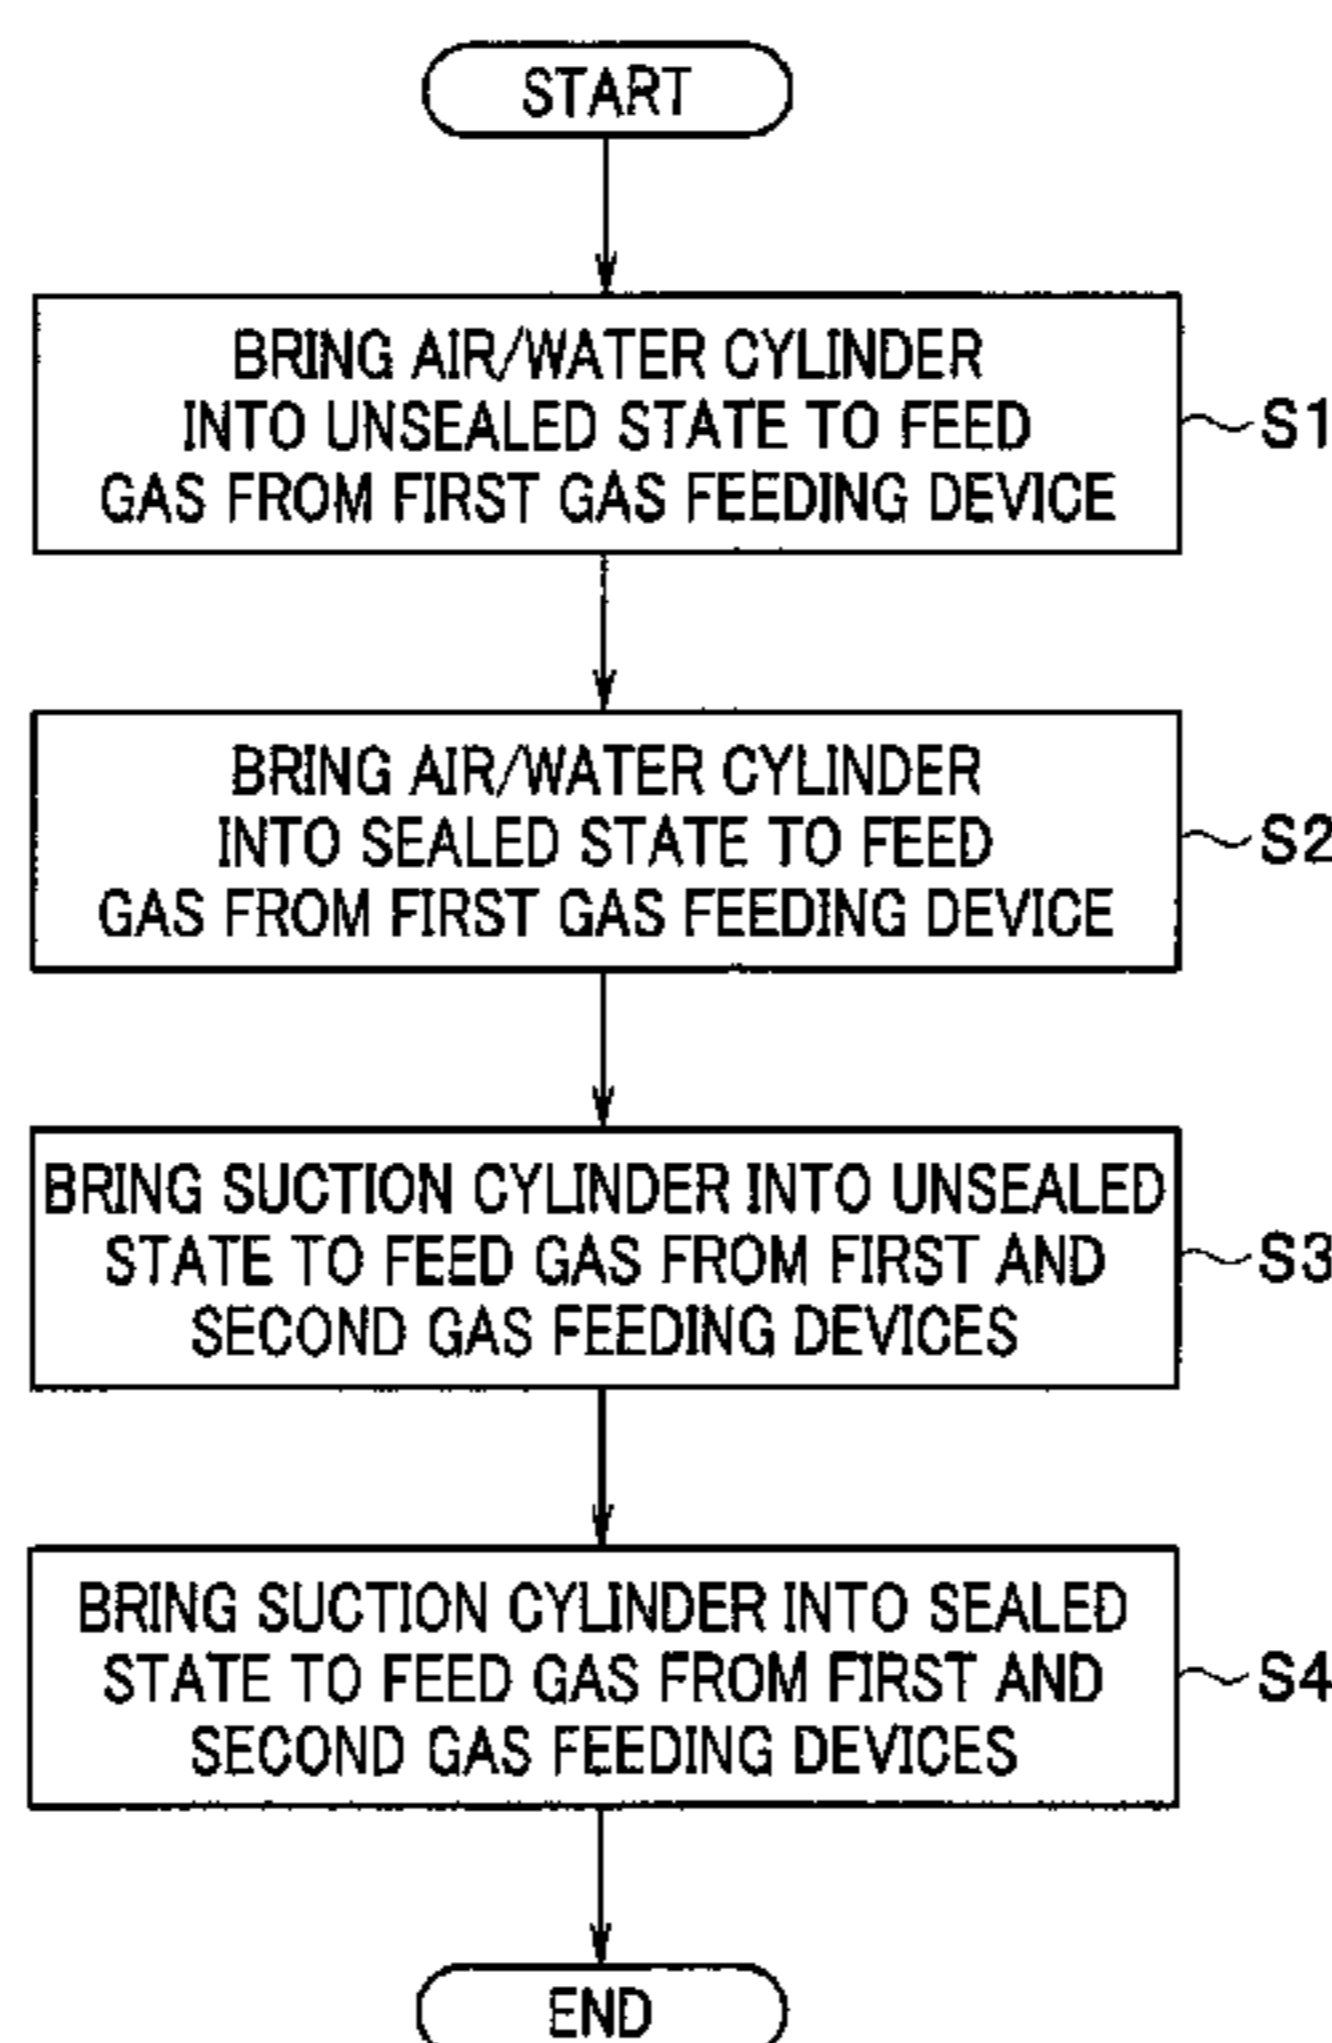 START
BRING AIR/WATER CYLINDER
INTO UNSEALED STATE TO FEED
GAS FROM FIRST GAS FEEDING DEVICE
S1
BRING AIR/WATER CYLINDER
INTO SEALED STATE TO FEED
GAS FROM FIRST GAS FEEDING DEVICE
S2
BRING SUCTION CYLINDER INTO UNSEALED
STATE TO FEED GAS FROM FIRST AND
SECOND GAS FEEDING DEVICES
S3
BRING SUCTION CYLINDER INTO SEALED
STATE TO FEED GAS FROM FIRST AND
SECOND GAS FEEDING DEVICES
S4
END